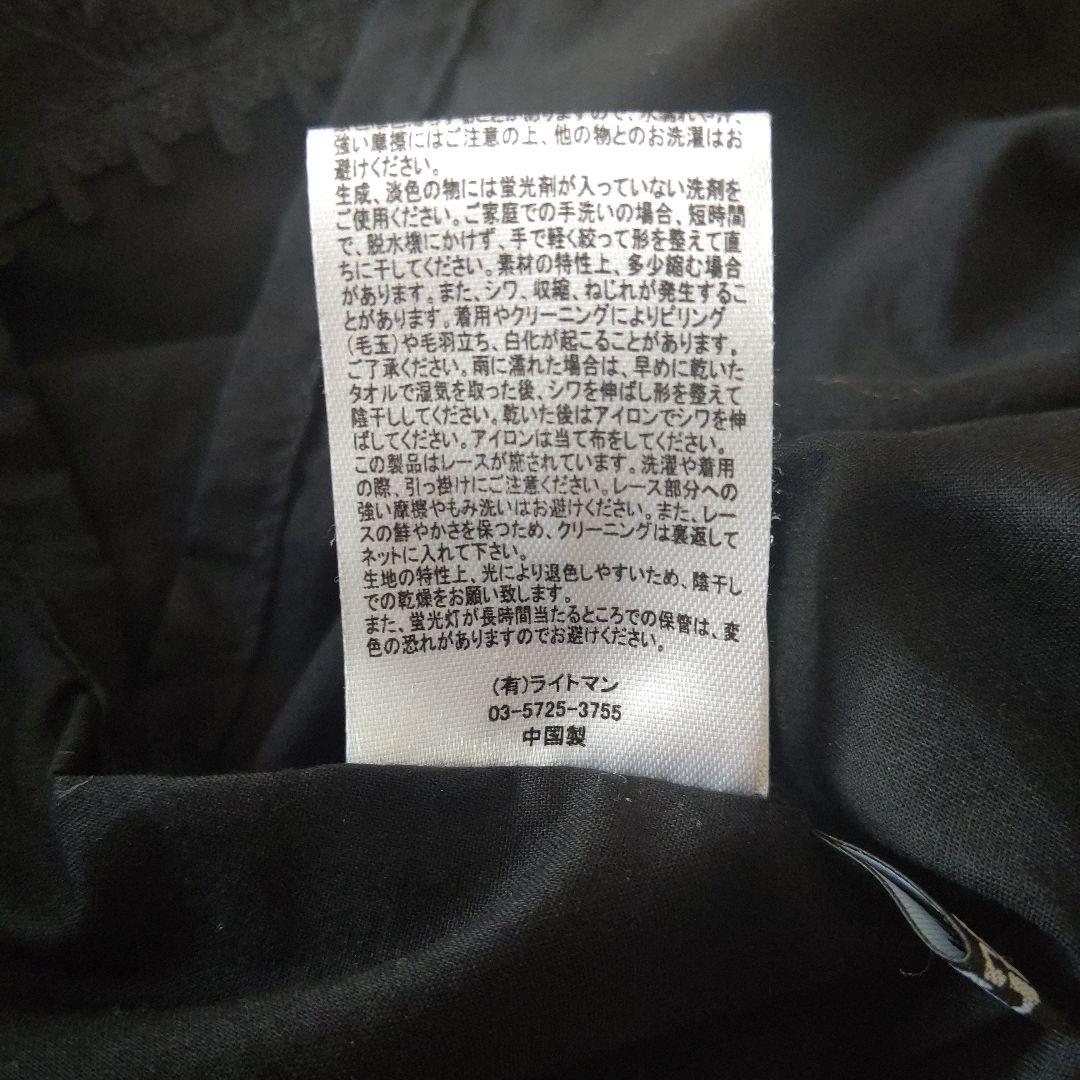 がありますので、水濡れや汗、
強い摩擦にはご注意の上、他の物とのお洗濯はお
避けください。
生成、淡色の物には蛍光剤が入っていない洗剤を
ご使用ください。ご家庭での手洗いの場合、短時間
で、脱水機にかけず、手で軽く絞って形を整えて直
ちに干してください。素材の特性上、多少縮む場合
があります。また、シワ、収縮、ねじれが発生するこ
とがあります。着用やクリーニングによりピリング
(毛玉)や毛羽立ち、白化が起こることがあります。
ご了承ください。雨に濡れた場合は、早めに乾いた
タオルで湿気を取った後、シワを伸ばし形を整えて
陰干ししてください。乾いた後はアイロンでシワを伸
ばしてください。アイロンは当て布をしてください。
この製品はレースが施されています。洗濯や着用
の際、引っ掛けにご注意ください。レース部分への
強い摩擦やもみ洗いはお避けください。また、レー
スの鮮やかさを保つため、クリーニングは裏返して
ネットに入れて下さい。
生地の特性上、光により退色しやすいため、陰干し
での乾燥をお願い致します。
また、蛍光灯が長時間当たるところでの保管は、変
色の恐れがありますのでお避けください。
(有)ライトマン
03-5725-3755
中国製